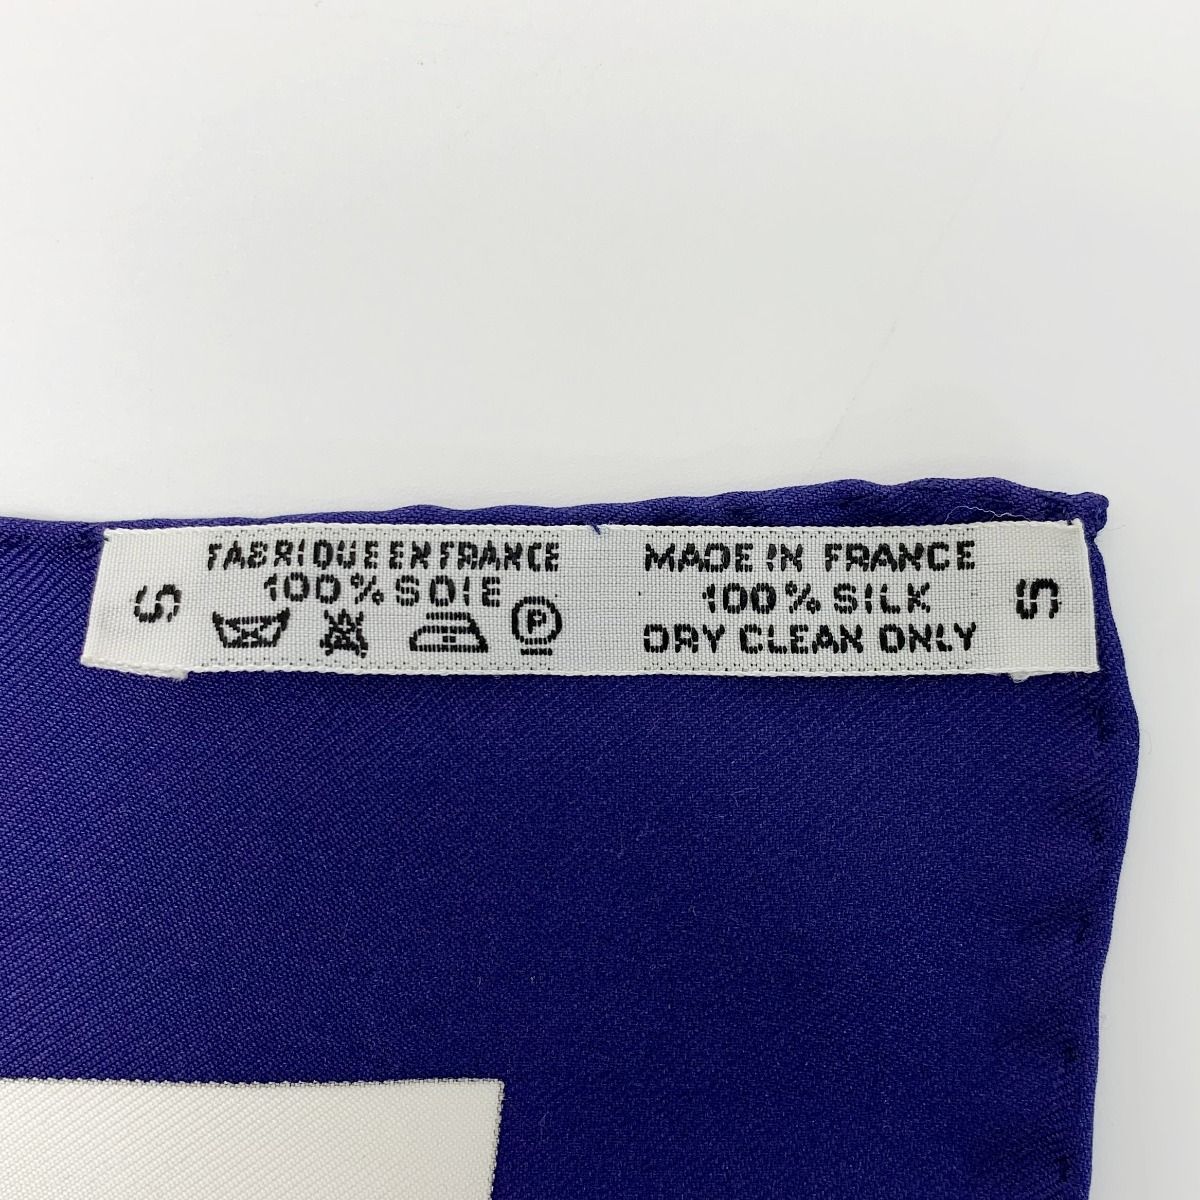 S
FABRIQUE EN FRANCE
100% SOIE
P
MADE IN FRANCE
100% SILK
DRY CLEAN ONLY
S